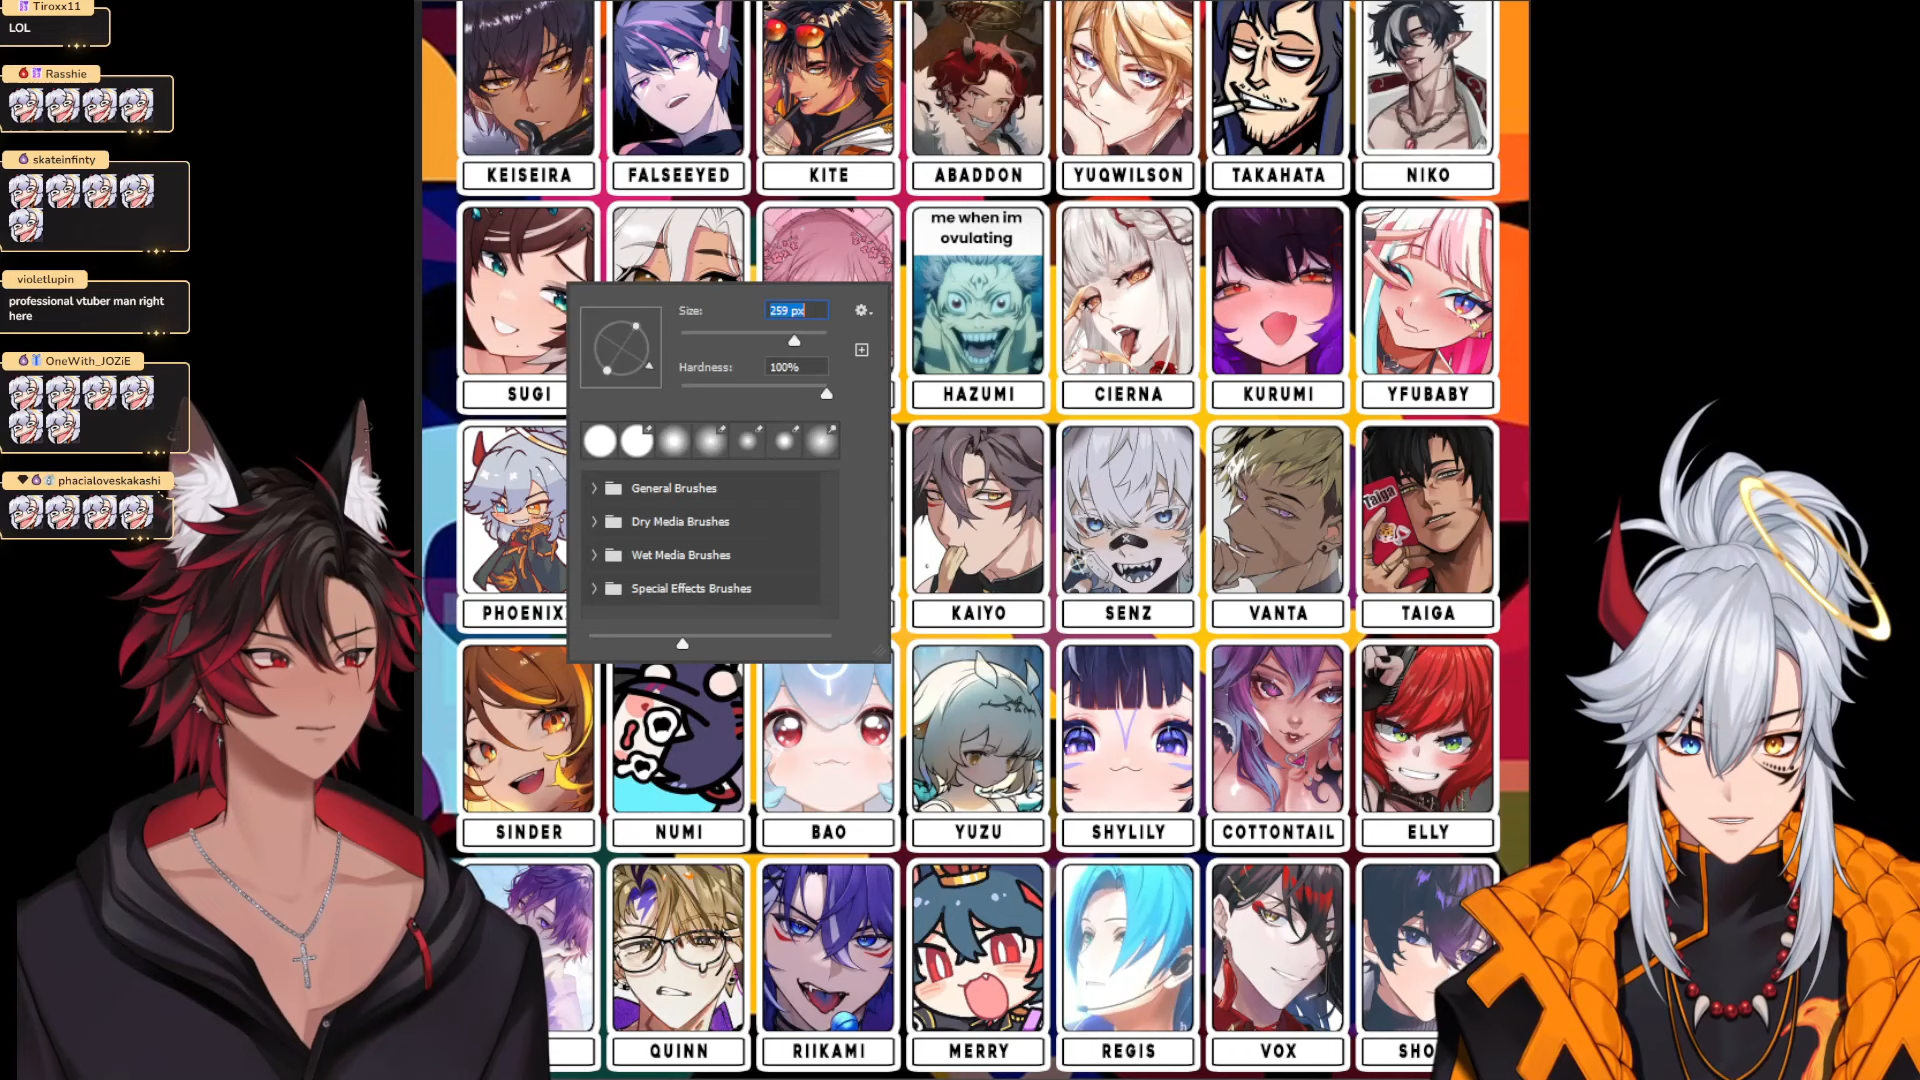 Tiroxx11
LOL
Rasshie
skateinfinty
violetlupin
professional vtuber man right
here
OneWith_JOZiE
phacialoveskakashi
KEISEIRA
FALSEEYED
KITE
ABADDON
YUQWILSON
TAKAHATA
NIKO
me when im
ovulating
SUGI
HAZUMI
CIERNA
KURUMI
YFUBABY
Size:
259 px
Hardness:
100%
General Brushes
Dry Media Brushes
Wet Media Brushes
Special Effects Brushes
Taiga
PHOENIX
KAIYO
SENZ
VANTA
TAIGA
SINDER
NUMI
BAO
YUZU
SHYLILY
COTTONTAIL
ELLY
QUINN
RIIKAMI
MERRY
REGIS
VOX
SHO